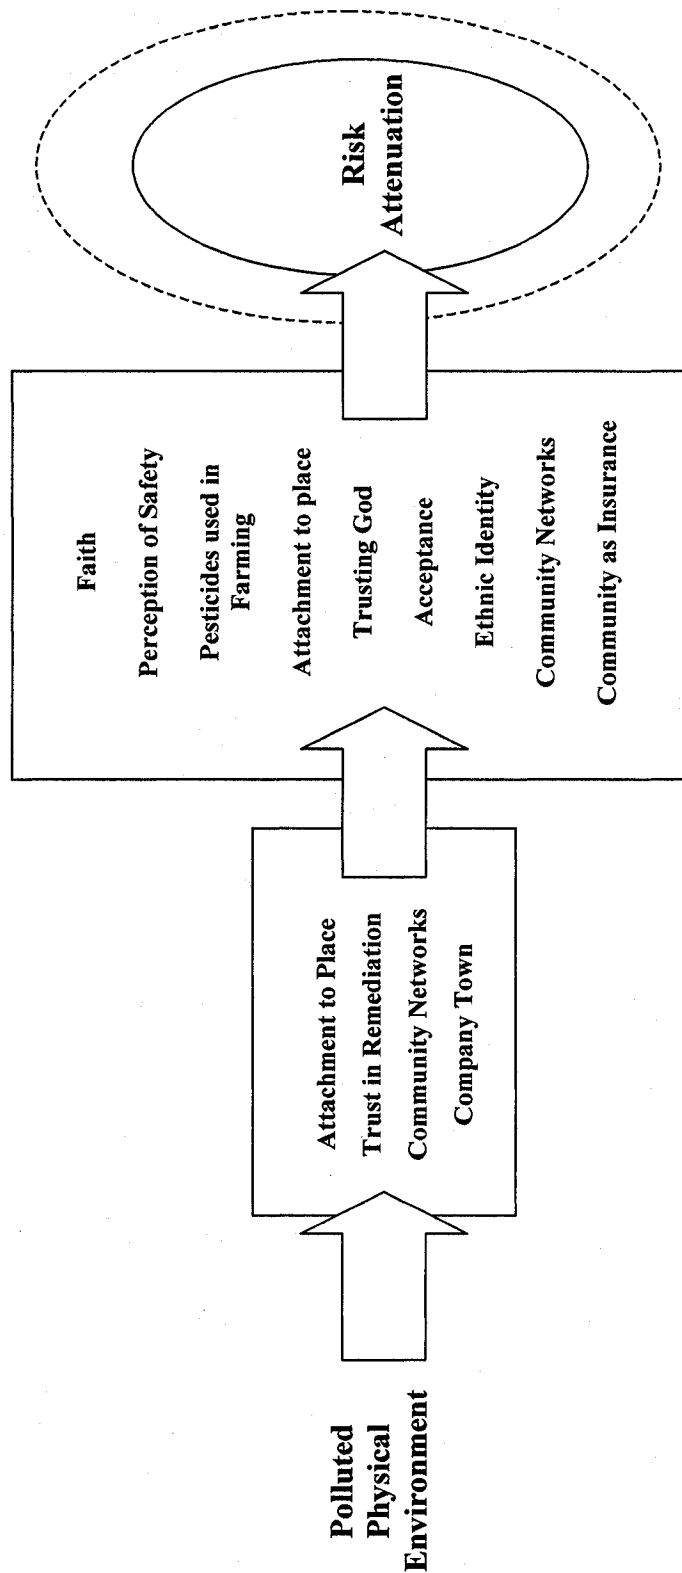 Polluted
Physical
Environment
Attachment to Place
Trust in Remediation
Community Networks
Company Town
Faith
Perception of Safety
Pesticides used in
Farming
Attachment to place
Trusting God
Acceptance
Ethnic Identity
Community Networks
Community as Insurance
Risk
Attenuation